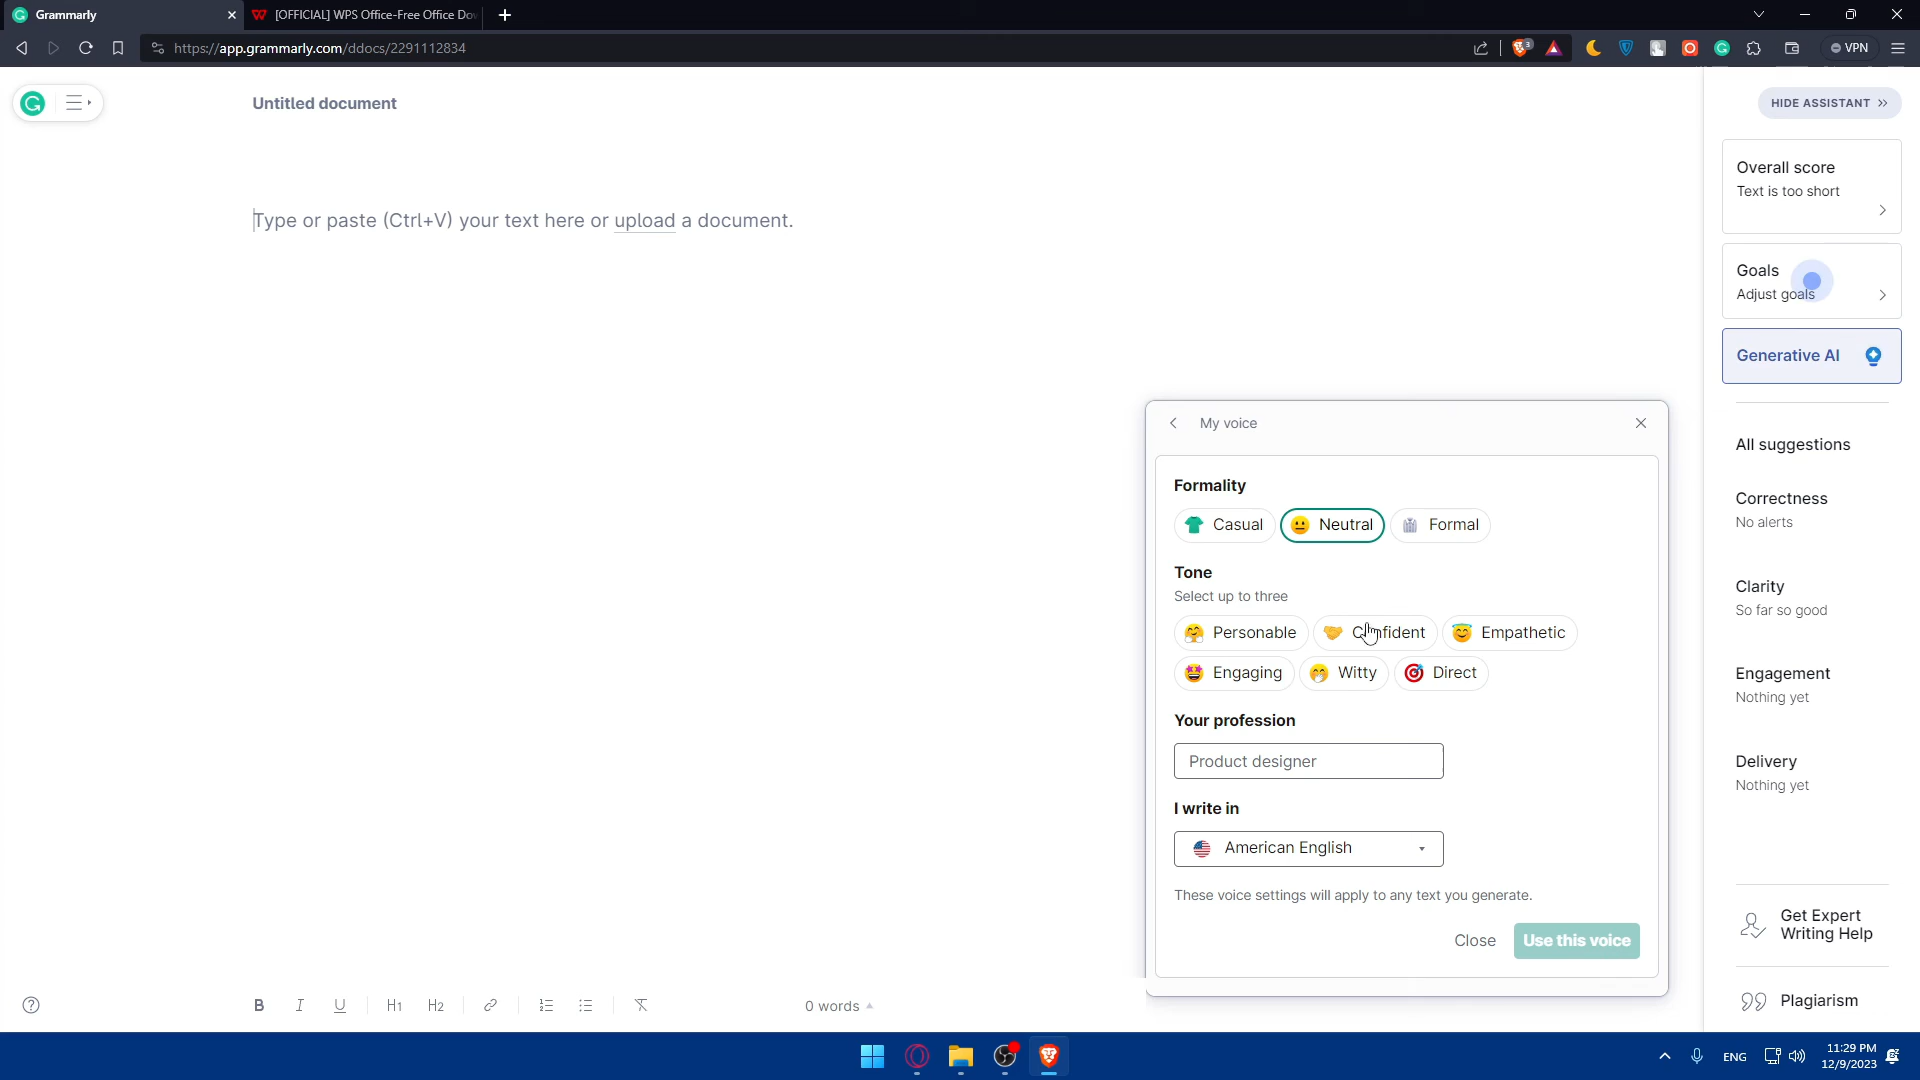 Grammarly
[OFFICIAL] WPS Office-Free Office Do
https://app.grammarly.com/ddocs/2291112834
3
VPN
Untitled document
HIDE ASSISTANT
Type or paste (Ctrl+V) your text here or upload a document.
Overall score
Text is too short
Goals
Adjust goals
Generative AI
My voice
Formality
Casual
Neutral
Formal
Tone
Select up to three
Personable
Confident
Empathetic
Engaging
Witty
Direct
Your profession
Product designer
I write in
American English
These voice settings will apply to any text you generate.
Close
Use this voice
All suggestions
Correctness
No alerts
Clarity
So far so good
Engagement
Nothing yet
Delivery
Nothing yet
Get Expert
Writing Help
Plagiarism
B I U H1 H2
0 words
ENG
11:29 PM
12/9/2023